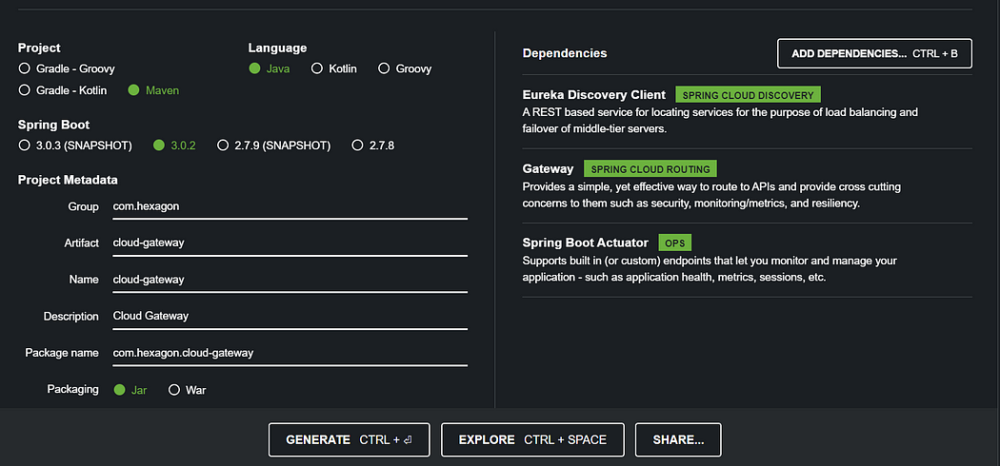 Project
Gradle - Groovy
Gradle - Kotlin Maven
Language
Java Kotlin Groovy
Spring Boot
3.0.3 (SNAPSHOT) 3.0.2 2.7.9 (SNAPSHOT) 2.7.8
Project Metadata
Group com.hexagon
Artifact cloud-gateway
Name cloud-gateway
Description Cloud Gateway
Package name com.hexagon.cloud-gateway
Packaging Jar War
Dependencies ADD DEPENDENCIES... CTRL + B
Eureka Discovery Client SPRING CLOUD DISCOVERY
A REST based service for locating services for the purpose of load balancing and
failover of middle-tier servers.
Gateway SPRING CLOUD ROUTING
Provides a simple, yet effective way to route to APIs and provide cross cutting
concerns to them such as security, monitoring/metrics, and resiliency.
Spring Boot Actuator OPS
Supports built in (or custom) endpoints that let you monitor and manage your
application - such as application health, metrics, sessions, etc.
GENERATE CTRL + ⏎ EXPLORE CTRL + SPACE SHARE...